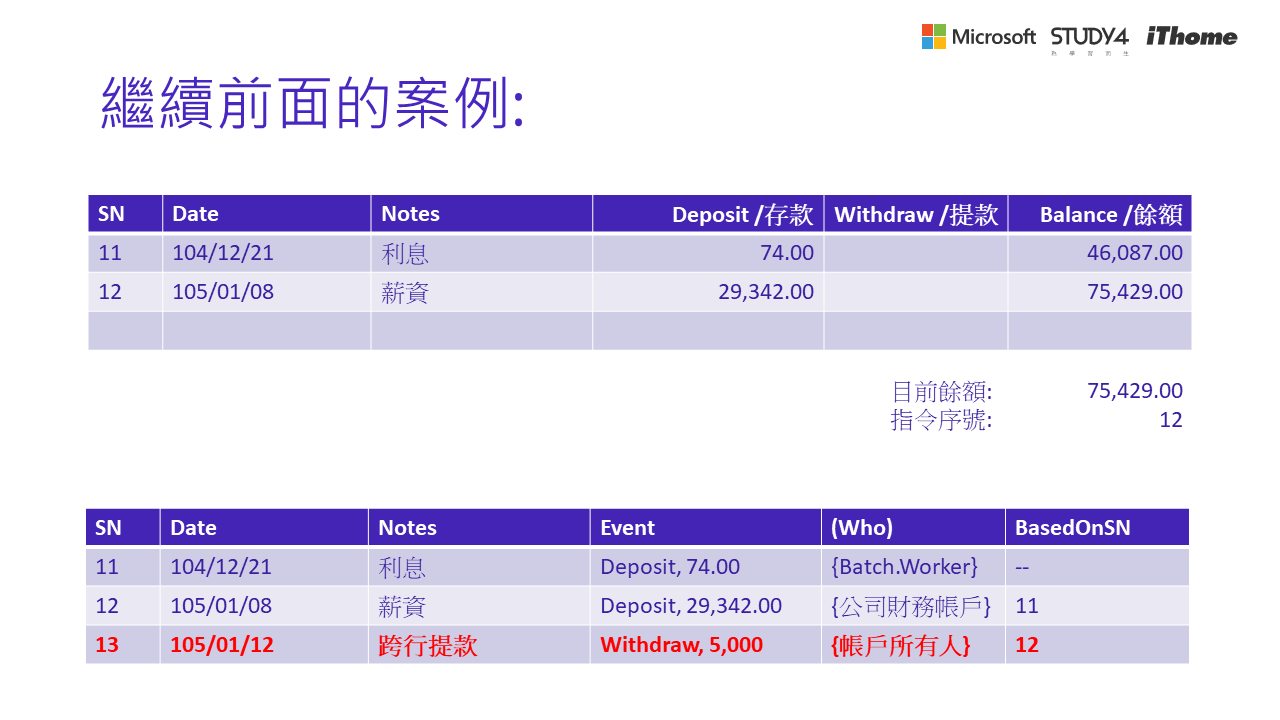 Microsoft STUDY4 iThome
為 學 習 而 生
繼續前面的案例:
SN Date Notes Deposit /存款 Withdraw /提款 Balance /餘額
11 104/12/21 利息 74.00 46,087.00
12 105/01/08 薪資 29,342.00 75,429.00
目前餘額: 75,429.00
指令序號: 12
SN Date Notes Event (Who) BasedOnSN
11 104/12/21 利息 Deposit, 74.00 {Batch.Worker} --
12 105/01/08 薪資 Deposit, 29,342.00 {公司財務帳戶} 11
13 105/01/12 跨行提款 Withdraw, 5,000 {帳戶所有人} 12